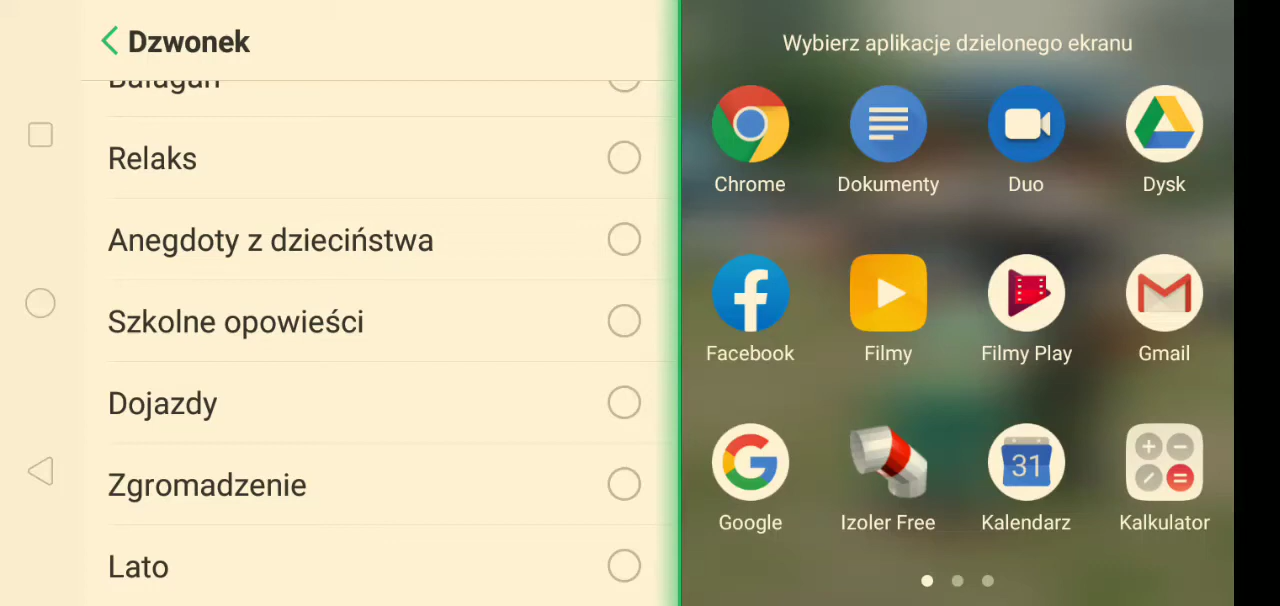 Dzwonek
Bałagan
Relaks
Anegdoty z dzieciństwa
Szkolne opowieści
Dojazdy
Zgromadzenie
Lato
Wybierz aplikacje dzielonego ekranu
Chrome
Dokumenty
Duo
Dysk
Facebook
Filmy
Filmy Play
Gmail
Google
Izoler Free
31
Kalendarz
Kalkulator